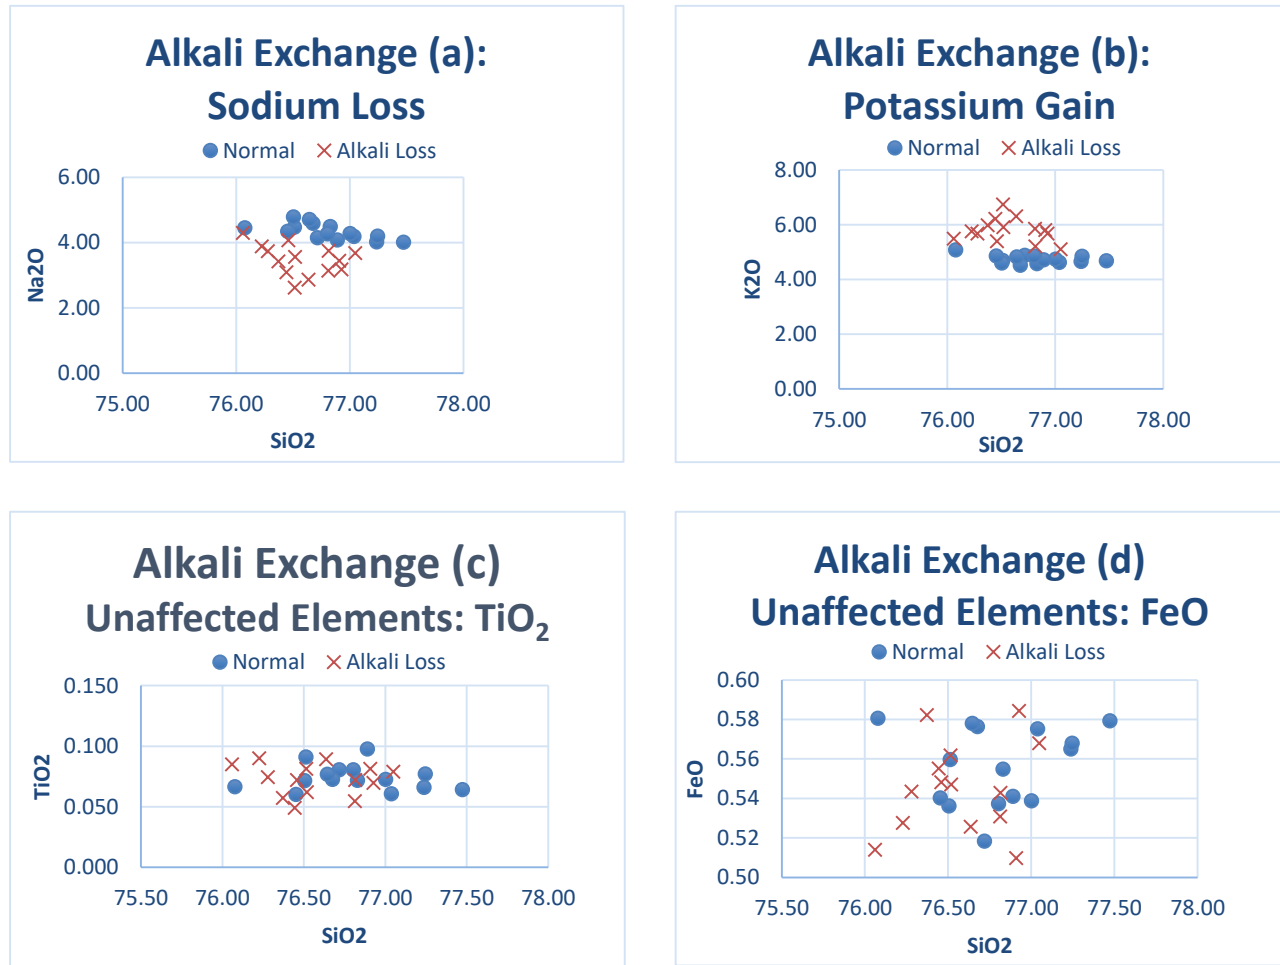 Alkali Exchange (a):
Sodium Loss
Normal Alkali Loss
6.00
4.00
2.00
0.00
Na2O
75.00 76.00 77.00 78.00
SiO2
Alkali Exchange (b):
Potassium Gain
Normal Alkali Loss
8.00
6.00
4.00
2.00
0.00
K2O
75.00 76.00 77.00 78.00
SiO2
Alkali Exchange (c)
Unaffected Elements: TiO₂
Normal Alkali Loss
0.150
0.100
0.050
0.000
TiO2
75.50 76.00 76.50 77.00 77.50 78.00
SiO2
Alkali Exchange (d)
Unaffected Elements: FeO
Normal Alkali Loss
0.60
0.58
0.56
0.54
0.52
0.50
FeO
75.50 76.00 76.50 77.00 77.50 78.00
SiO2